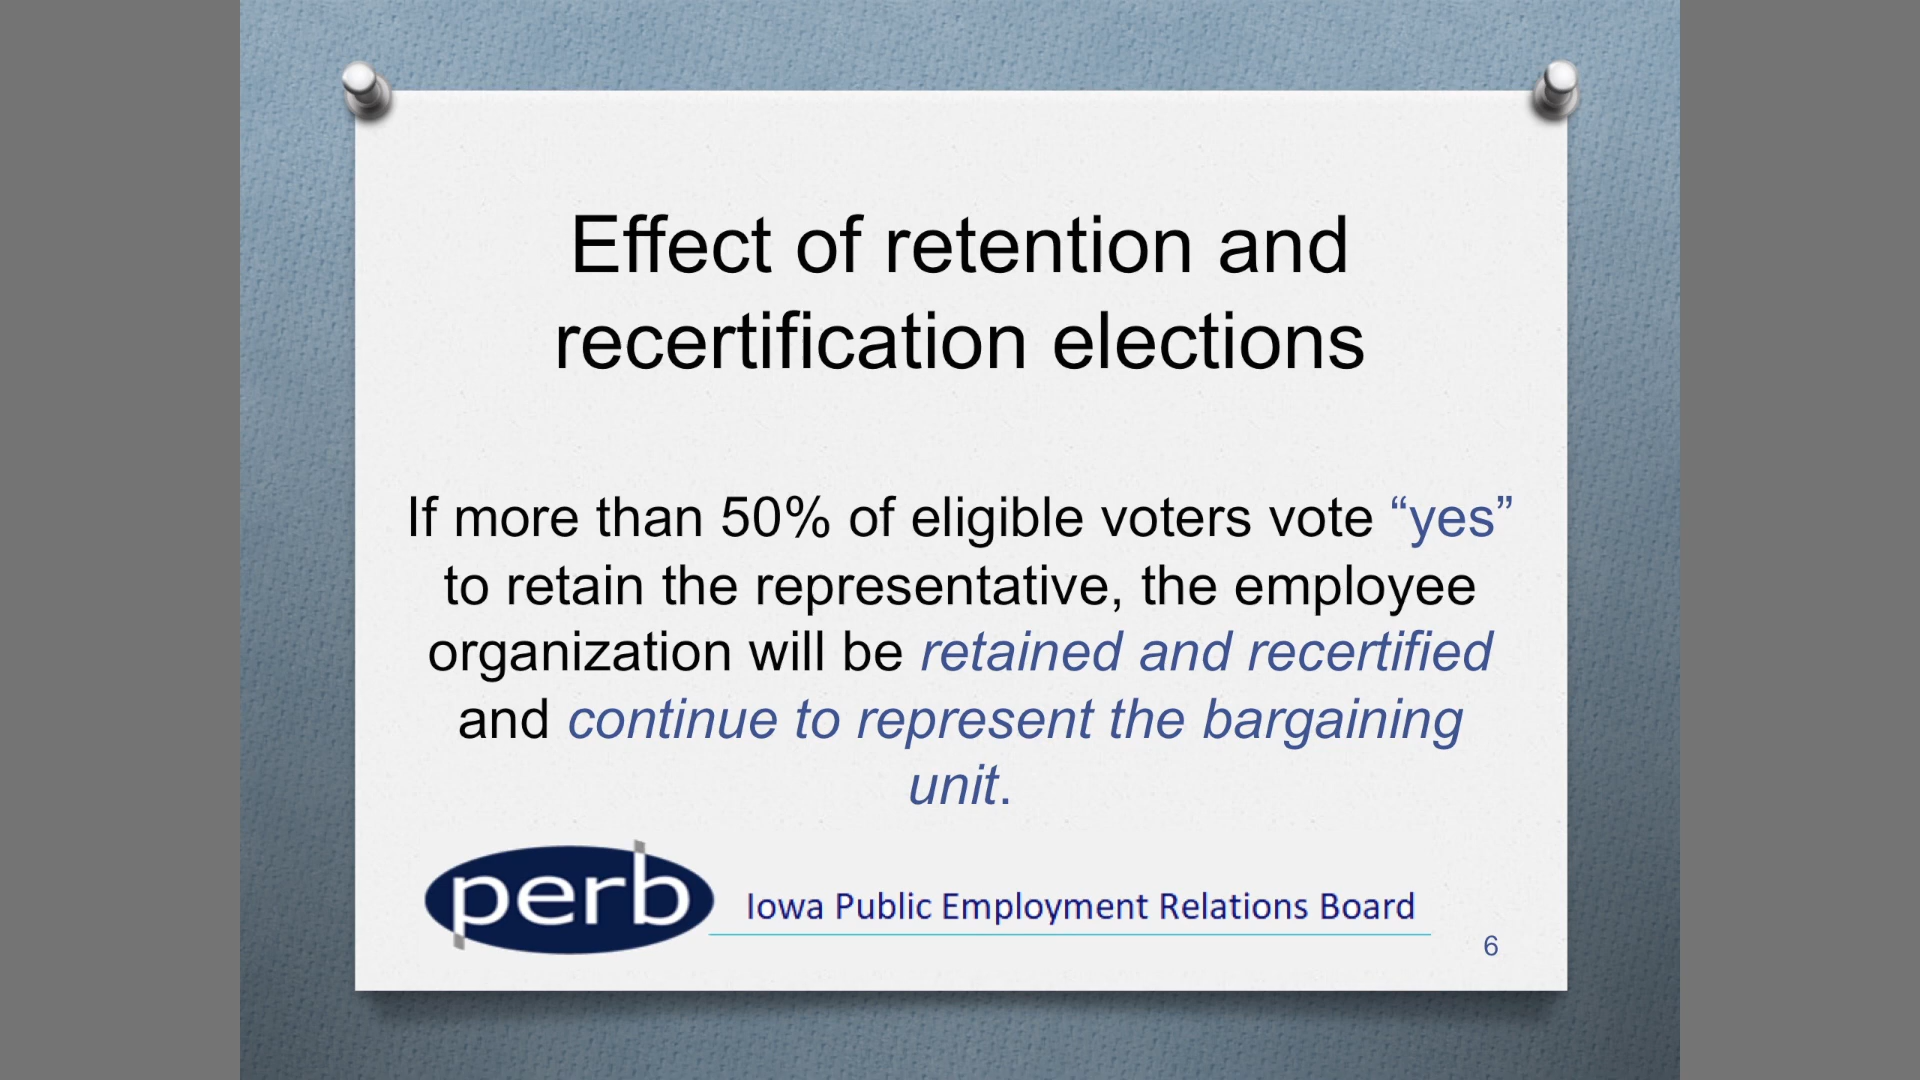 Effect of retention and
recertification elections
If more than 50% of eligible voters vote “yes”
to retain the representative, the employee
organization will be retained and recertified
and continue to represent the bargaining
unit.
perb
Iowa Public Employment Relations Board
6